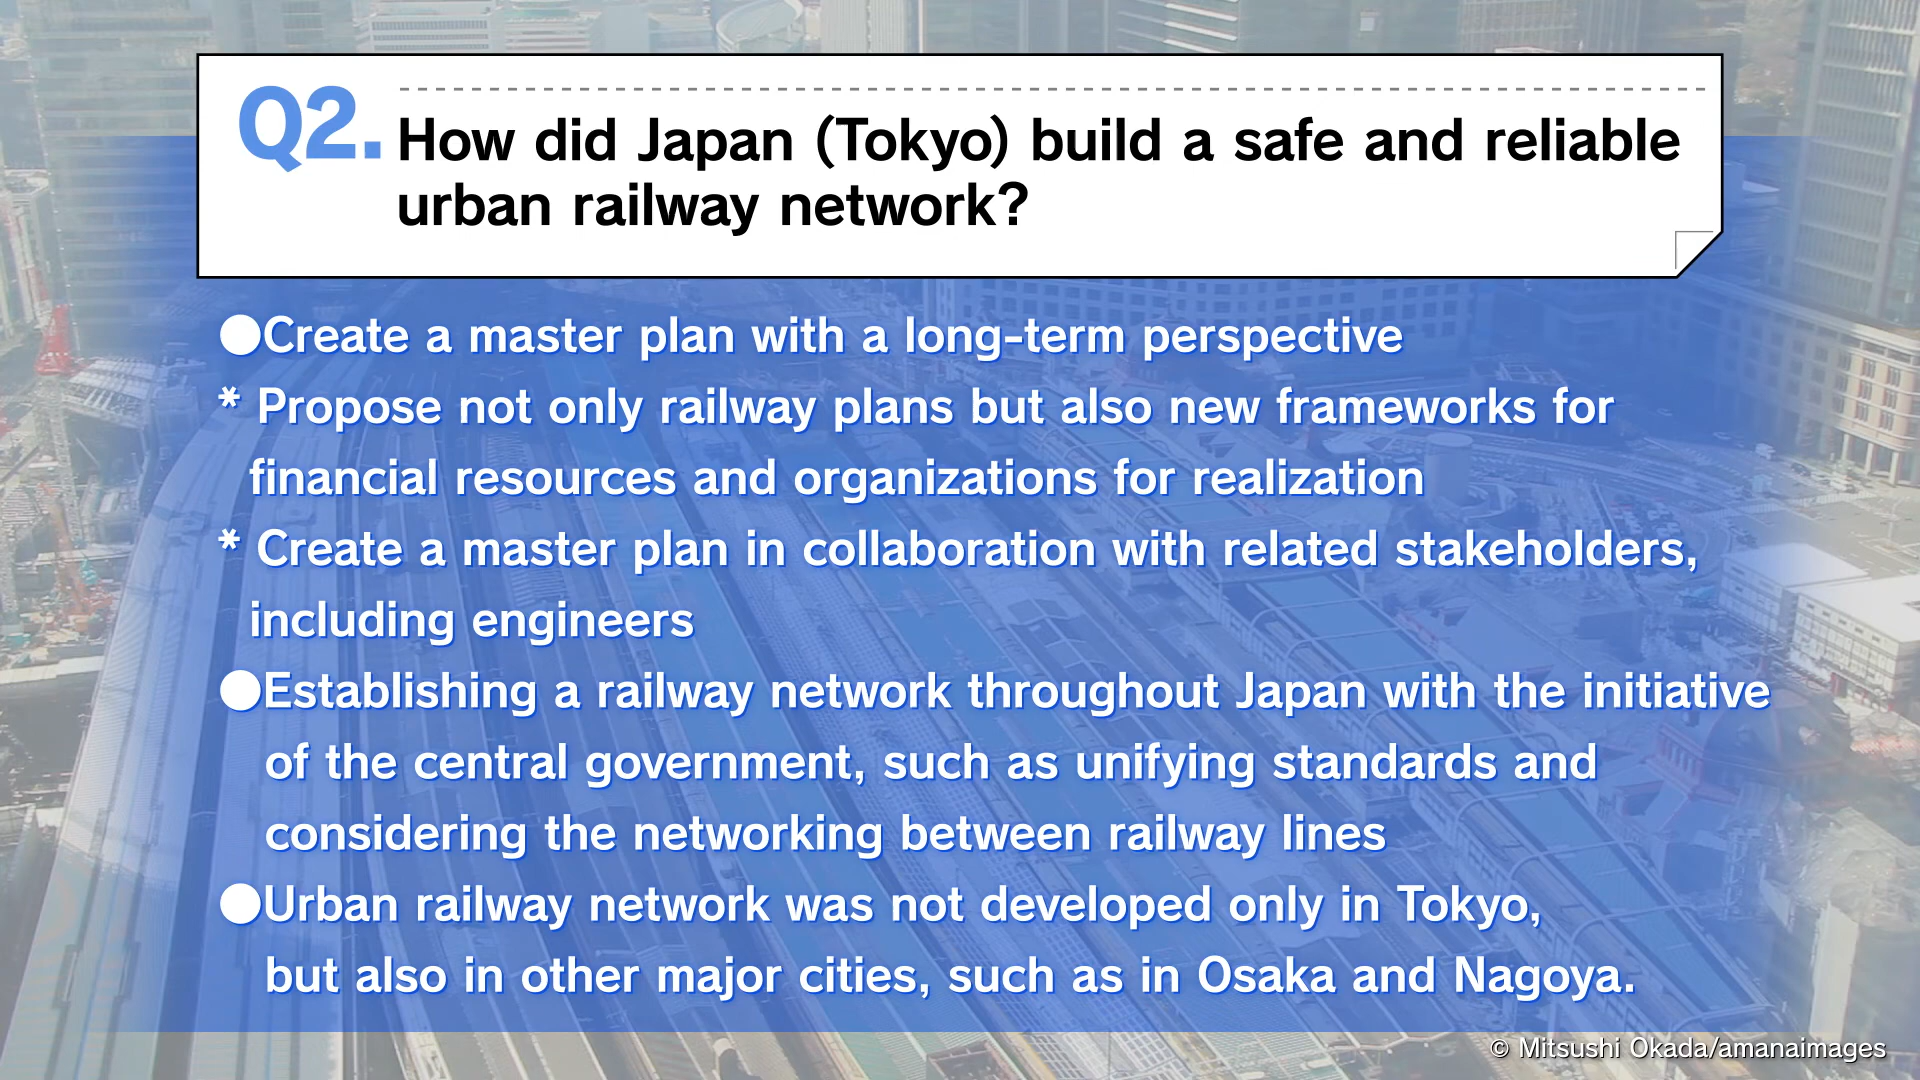 Q2. How did Japan (Tokyo) build a safe and reliable
urban railway network?
●Create a master plan with a long-term perspective
* Propose not only railway plans but also new frameworks for
financial resources and organizations for realization
* Create a master plan in collaboration with related stakeholders,
including engineers
●Establishing a railway network throughout Japan with the initiative
of the central government, such as unifying standards and
considering the networking between railway lines
●Urban railway network was not developed only in Tokyo,
but also in other major cities, such as in Osaka and Nagoya.
© Mitsushi Okada/amanaimages